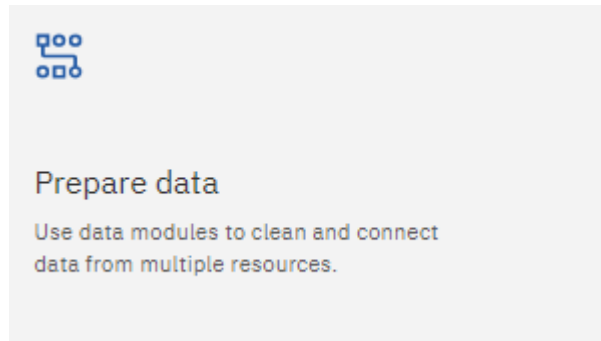 Prepare data
Use data modules to clean and connect
data from multiple resources.